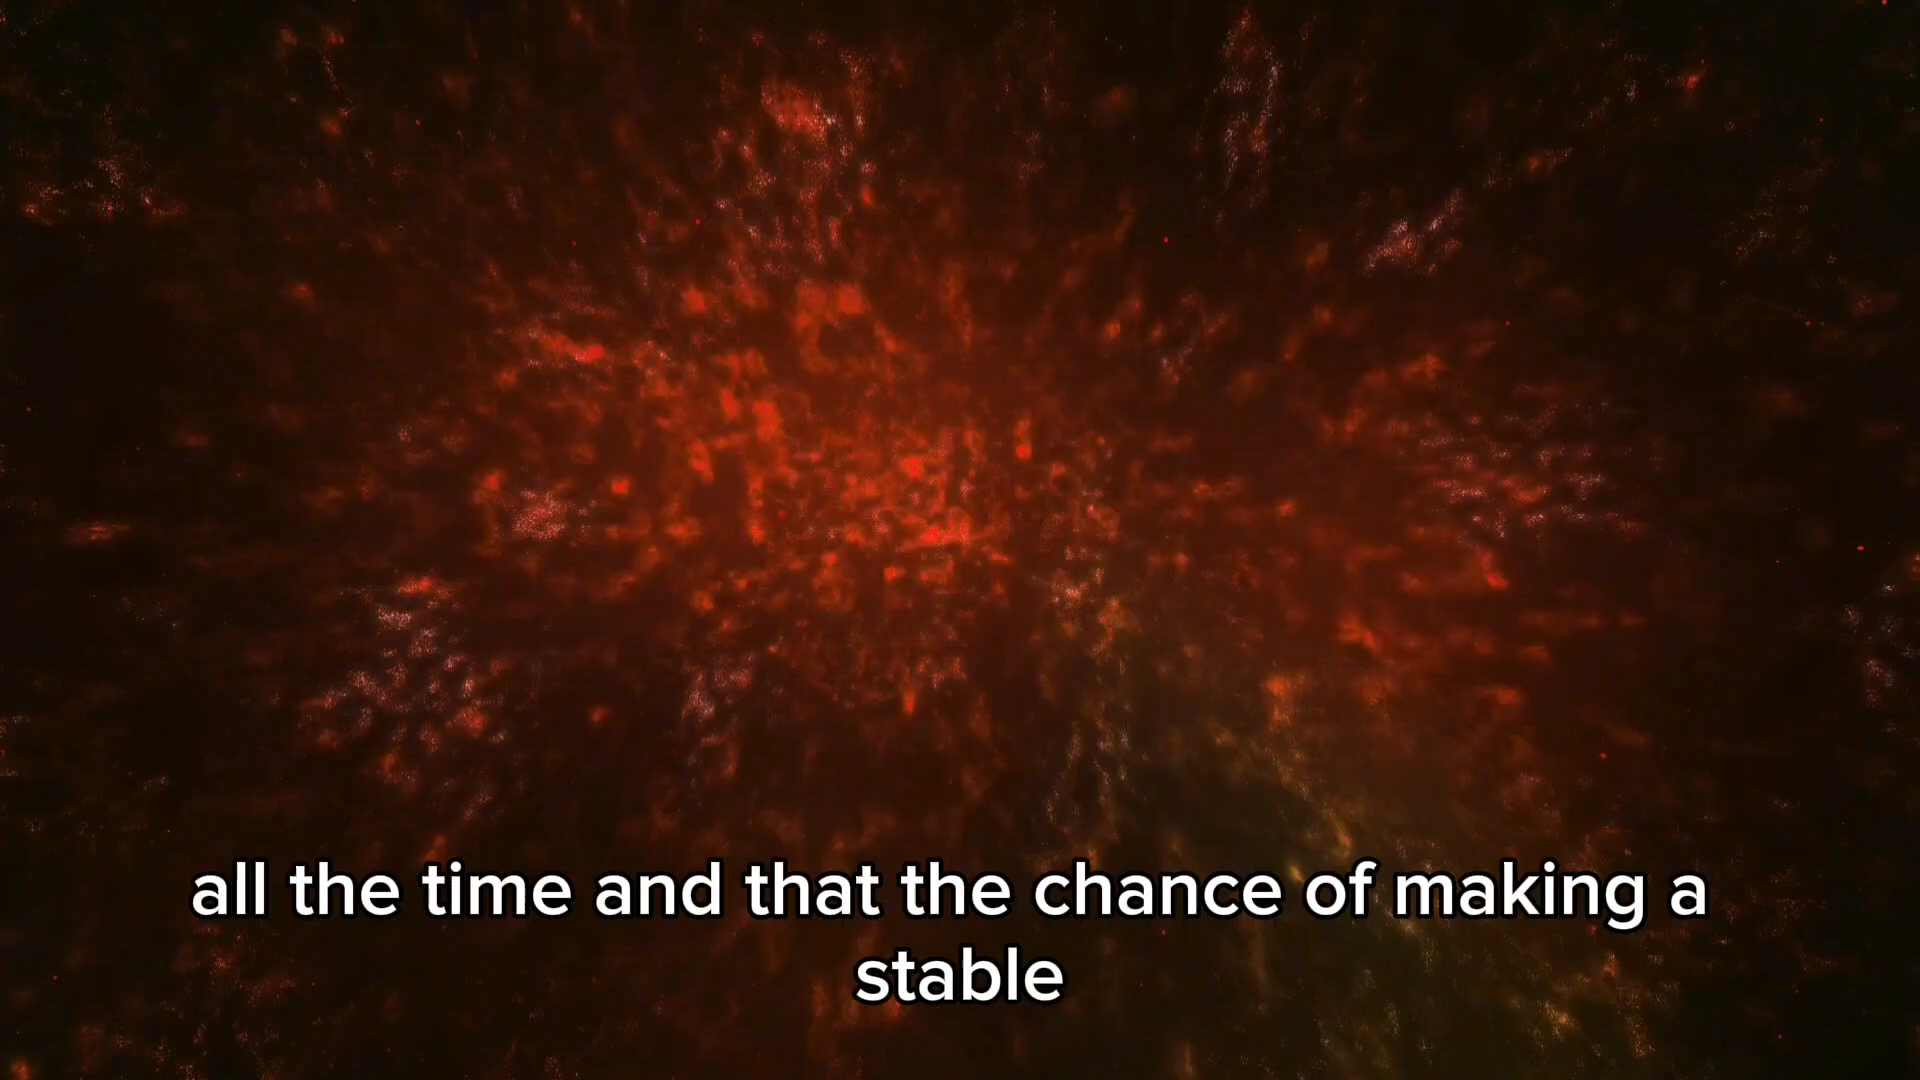 all the time and that the chance of making a
stable